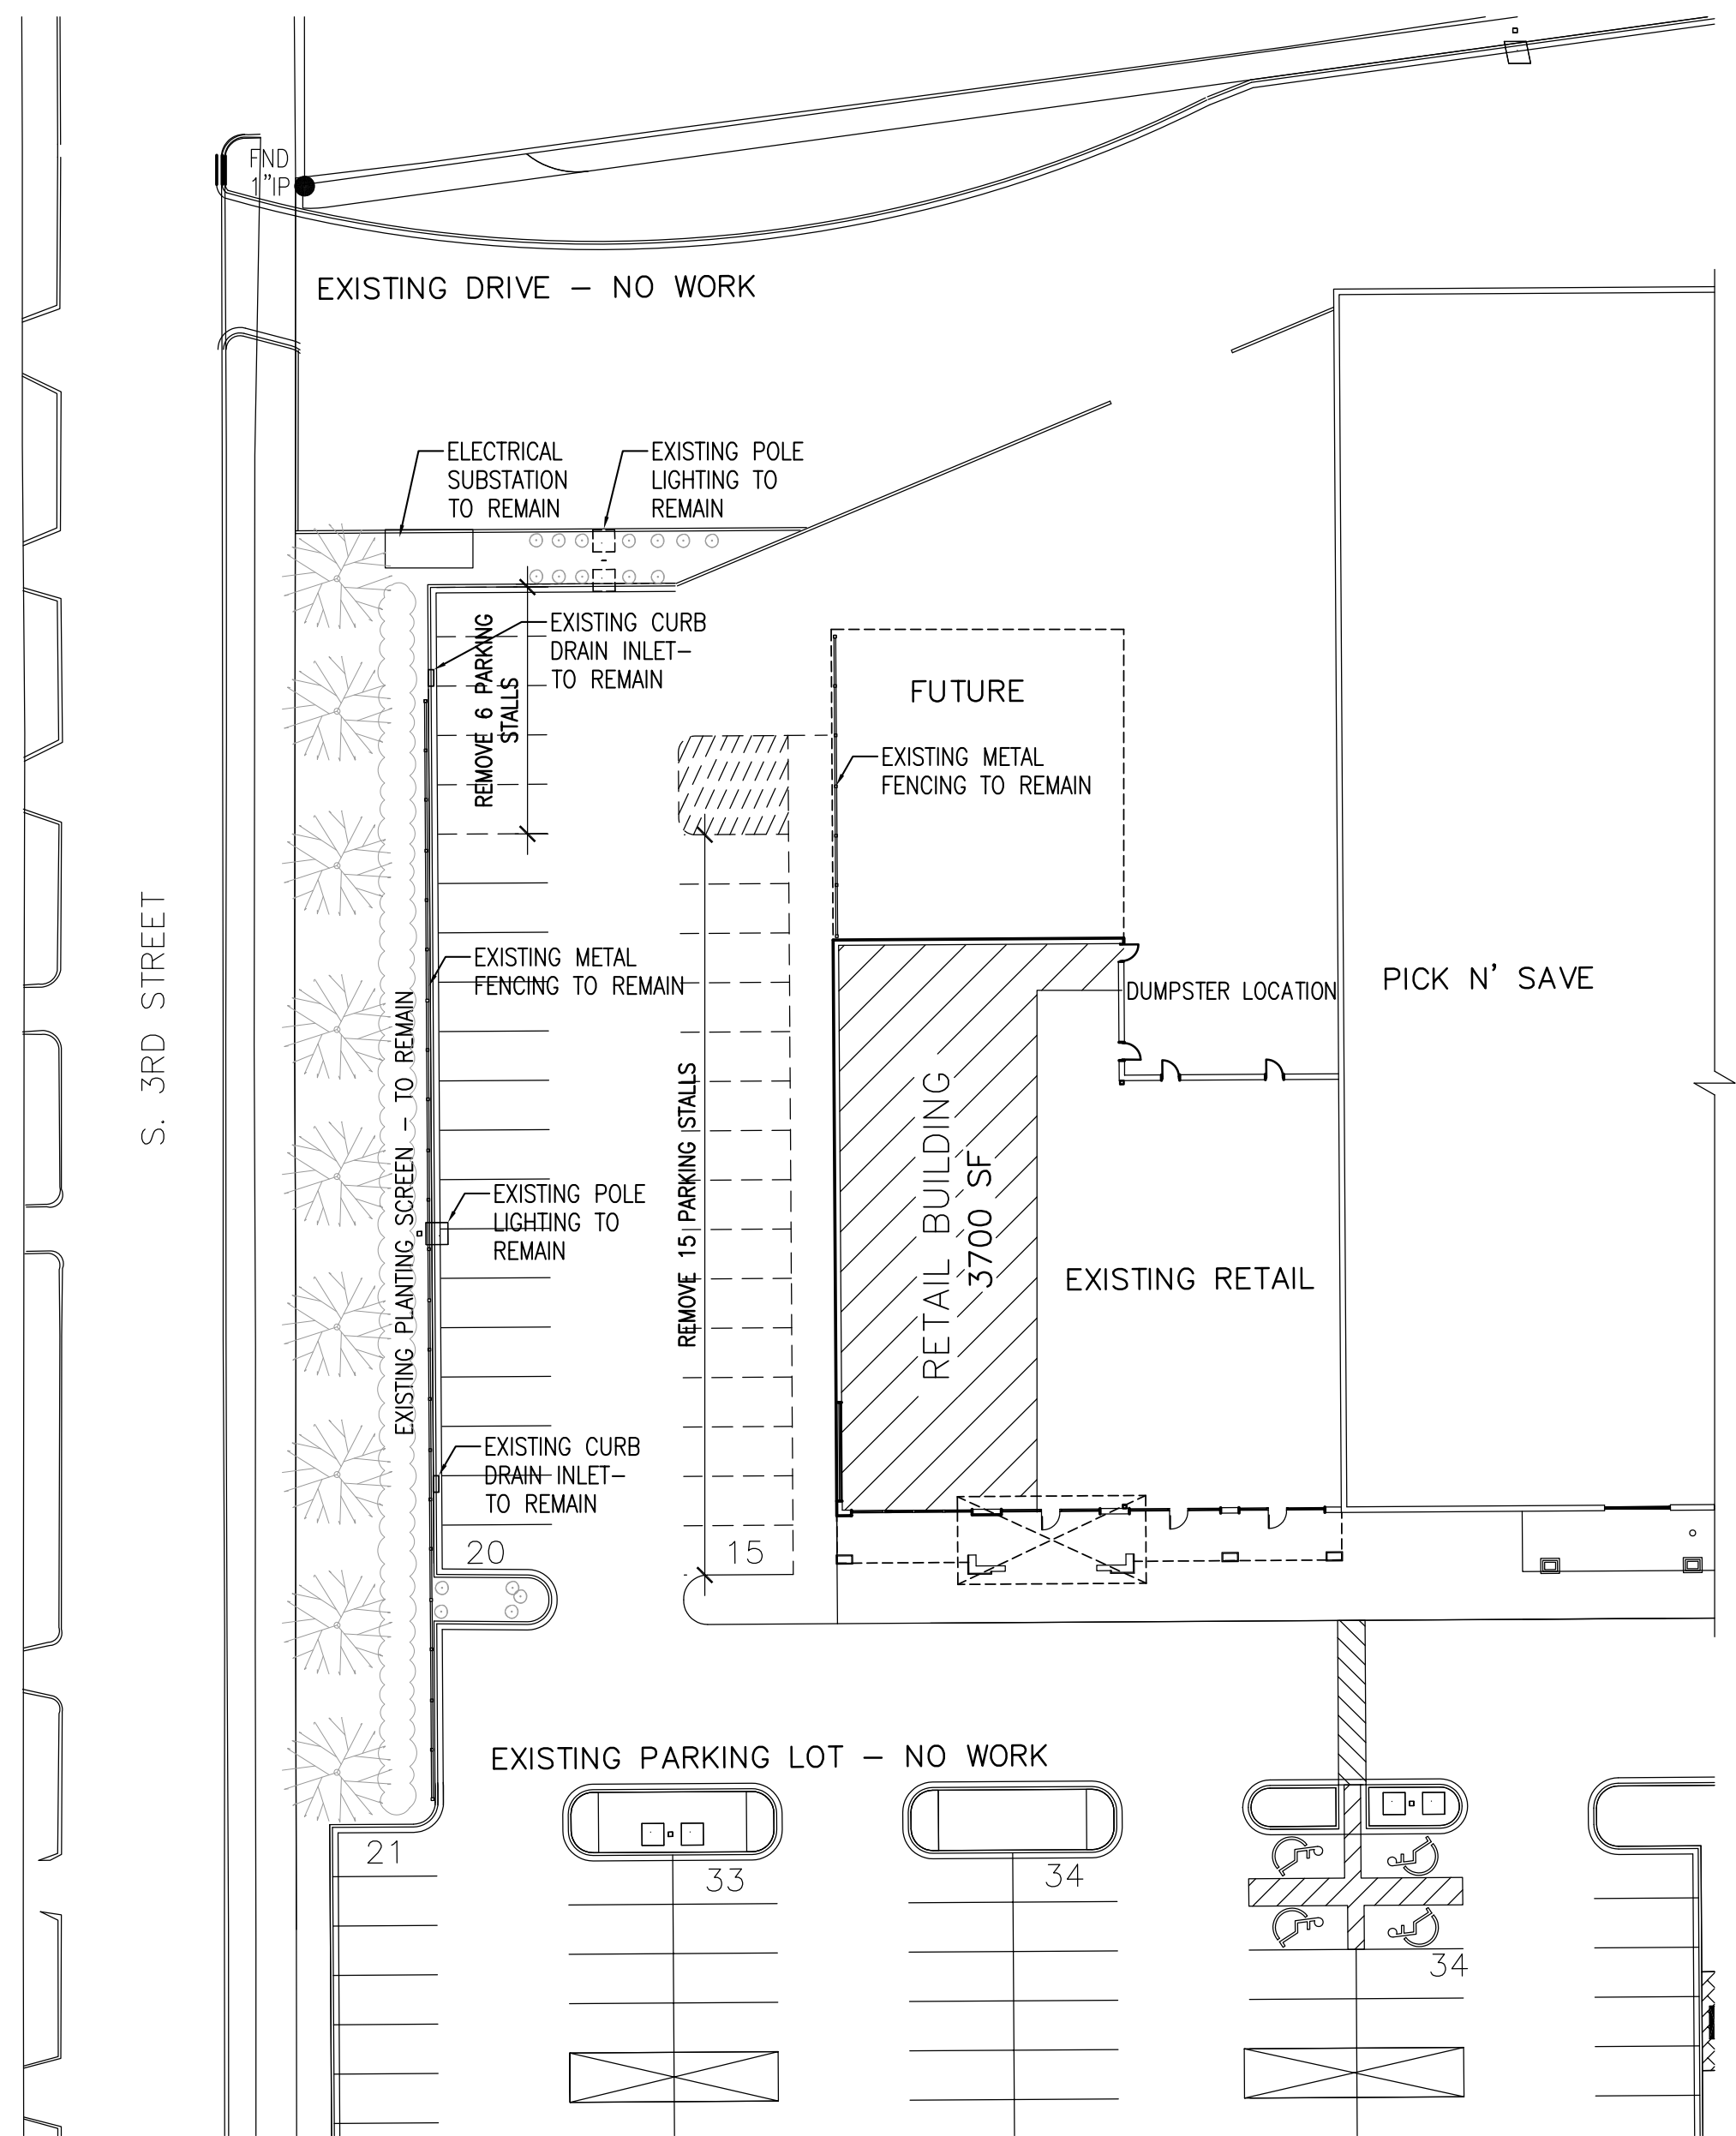 FND
1"IP
EXISTING DRIVE – NO WORK
ELECTRICAL
SUBSTATION
TO REMAIN
EXISTING POLE
LIGHTING TO
REMAIN
REMOVE 6 PARKING
STALLS
EXISTING CURB
DRAIN INLET–
TO REMAIN
FUTURE
EXISTING METAL
FENCING TO REMAIN
S. 3RD STREET
EXISTING METAL
FENCING TO REMAIN
DUMPSTER LOCATION
PICK N' SAVE
EXISTING PLANTING SCREEN – TO REMAIN
REMOVE 15 PARKING STALLS
RETAIL BUILDING
3700 SF
EXISTING POLE
LIGHTING TO
REMAIN
EXISTING RETAIL
EXISTING CURB
DRAIN INLET–
TO REMAIN
20
15
EXISTING PARKING LOT – NO WORK
21
33
34
34